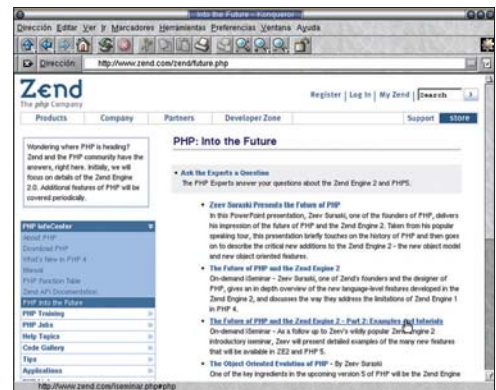 Into the Future - Konqueror
Dirección Editar Ver Ir Marcadores Herramientas Preferencias Ventana Ayuda
Dirección: http://www.zend.com/zend/future.php
Zend
The php Company
Register | Log In | My Zend | Search
Products Company Partners Developer Zone Support store
Wondering where PHP is heading?
Zend and the PHP community have the
answers, right here. Initially, we will
focus on details of the Zend Engine
2.0. Additional features of PHP will be
covered periodically.
PHP InfoCenter
About PHP
Download PHP
What's New in PHP 4
Manual
PHP Function Table
Zend API Documentation
PHP Into the Future
PHP Training
PHP Jobs
Help Topics
Code Gallery
Tips
Applications
PHP: Into the Future
• Ask the Experts a Question
The PHP Experts answer your questions about the Zend Engine 2 and PHP5.
• Zeev Suraski Presents the Future of PHP
In this PowerPoint presentation, Zeev Suraski, one of the founders of PHP, delivers
his impression of the future of PHP and the Zend Engine 2. Taken from his popular
speaking tour, this presentation briefly touches on the history of PHP and then goes
on to describe the critical new additions to the Zend Engine 2 - the new object model
and new object oriented features.
• The Future of PHP and the Zend Engine 2
On-demand iSeminar - Zeev Suraski, one of Zend's founders and the designer of
PHP, gives an in depth overview of the new language-level features developed in the
Zend Engine 2, and discusses the way they address the limitations of Zend Engine 1
in PHP 4.
• The Future of PHP and the Zend Engine 2 - Part 2: Examples and tutorials
On-demand iSeminar - As a follow up to Zeev's wildly popular Zend Engine 2
introductory iseminar, Zeev will present detailed examples of the many new features
that will be available in ZE2 and PHP 5.
• The Object Oriented Evolution of PHP - By Zeev Suraski
One of the key ingredients in the upcoming version 5 of PHP will be the Zend Engine
http://www.zend.com/iseminar.php#php